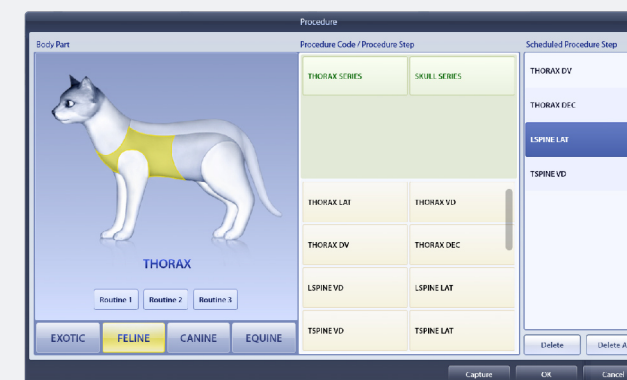 Procedure
Body Part
Procedure Code / Procedure Step
Scheduled Procedure Step
THORAX SERIES
SKULL SERIES
THORAX DV
THORAX DEC
LSPINE LAT
TSPINE VD
THORAX LAT
THORAX VD
THORAX DV
THORAX DEC
LSPINE VD
LSPINE LAT
TSPINE VD
TSPINE LAT
THORAX
Routine 1
Routine 2
Routine 3
EXOTIC
FELINE
CANINE
EQUINE
Delete
Delete A
Capture
OK
Cancel